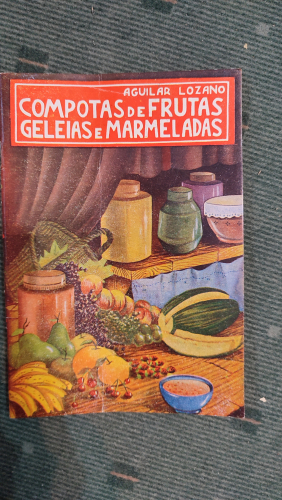 AGUILAR LOZANO
COMPOTAS DE FRUTAS
GELEIAS E MARMELADAS